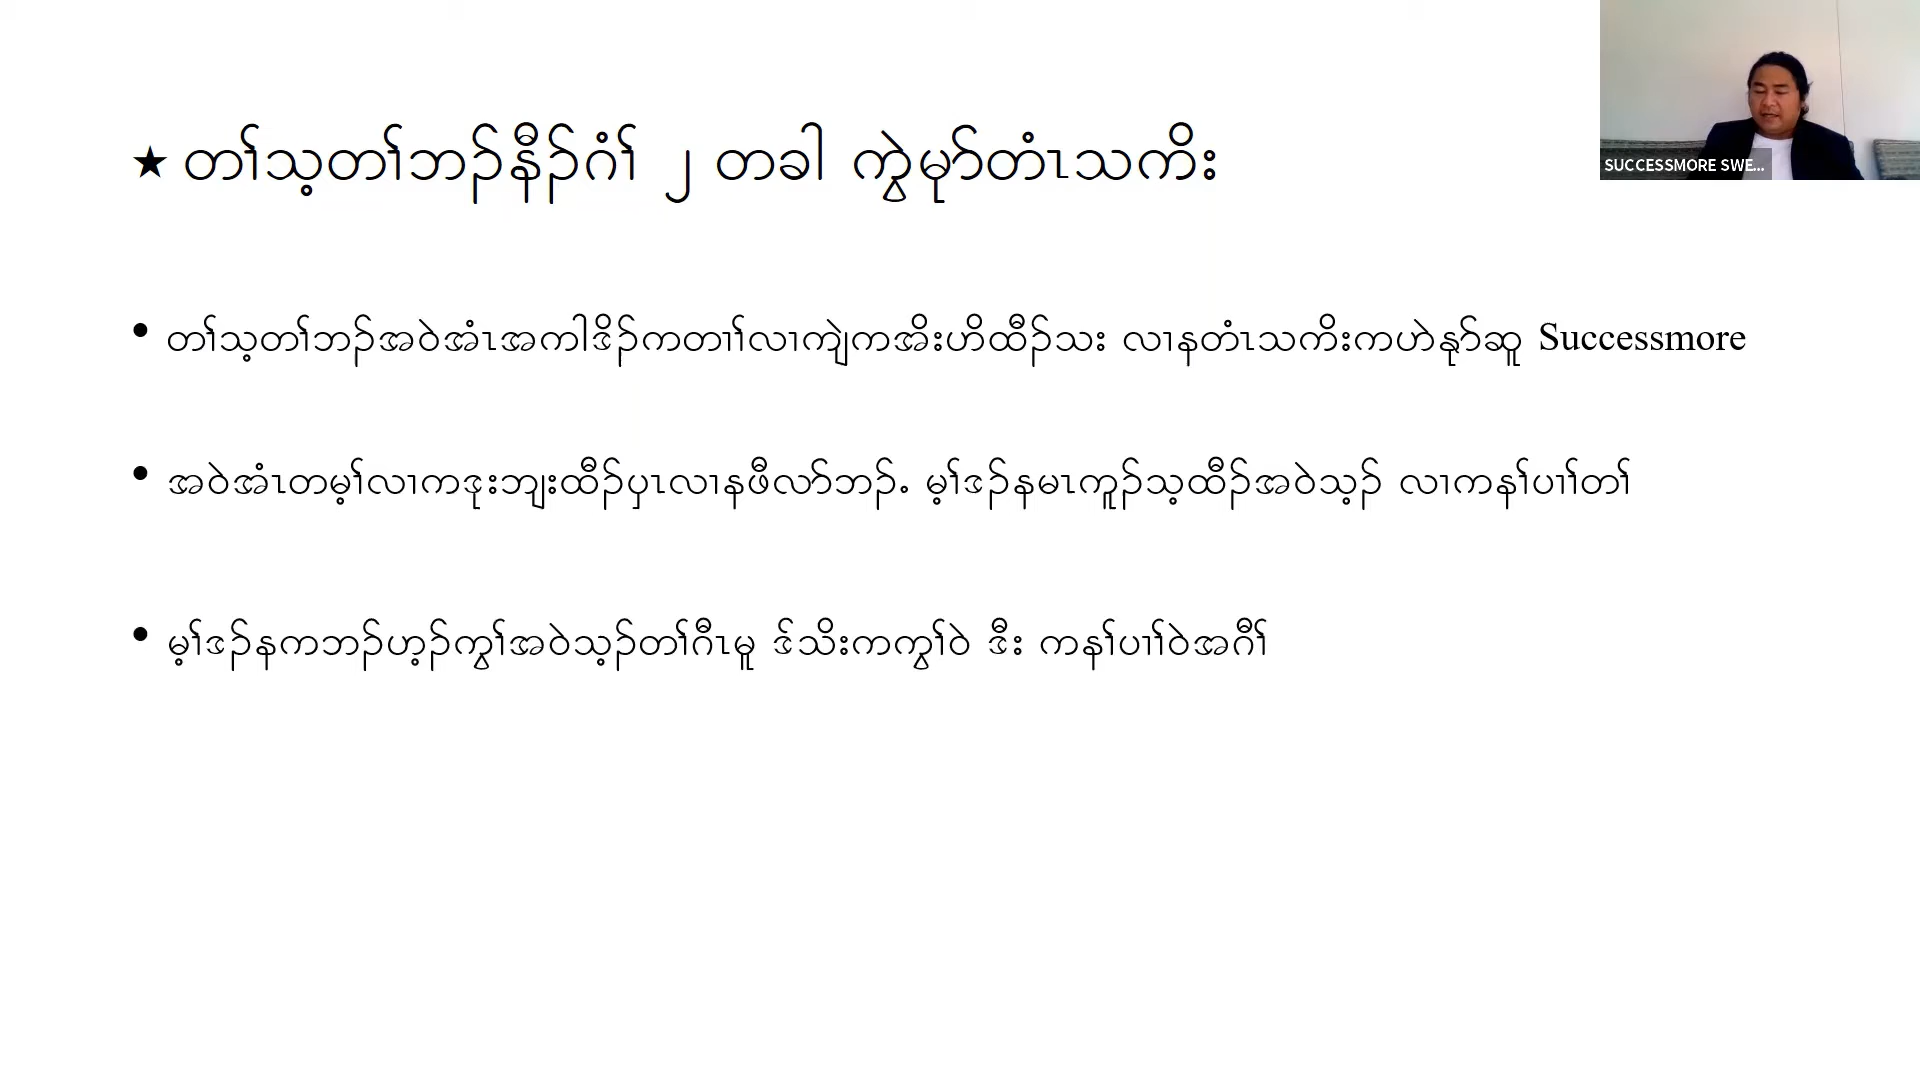 ★ တၢ်သ့တၢ်ဘၣ်နီၣ်ဂံၢ် ၂ တခါ ကွဲမုာ်တံၤသကိး
SUCCESSMORE SWE...
• တၢ်သ့တၢ်ဘၣ်အဝဲအံၤအကါဒိၣ်ကတၢၢ်လၢကျဲကအိးဟိထီၣ်သး လၢနတံၤသကိးကဟဲနုာ်ဆူ Successmore
• အဝဲအံၤတမ့ၢ်လၢကဒုးဘျးထီၣ်ပှၤလၢနဖီလာ်ဘၣ်. မ့ၢ်ဒၣ်နမၤကူၣ်သ့ထီၣ်အဝဲသ့ၣ် လၢကနၢ်ပၢၢ်တၢ်
• မ့ၢ်ဒၣ်နကဘၣ်ဟ့ၣ်ကွၢ်အဝဲသ့ၣ်တၢ်ဂီၤမူ ဒ်သိးကကွၢ်ဝဲ ဒီး ကနၢ်ပၢၢ်ဝဲအဂီၢ်